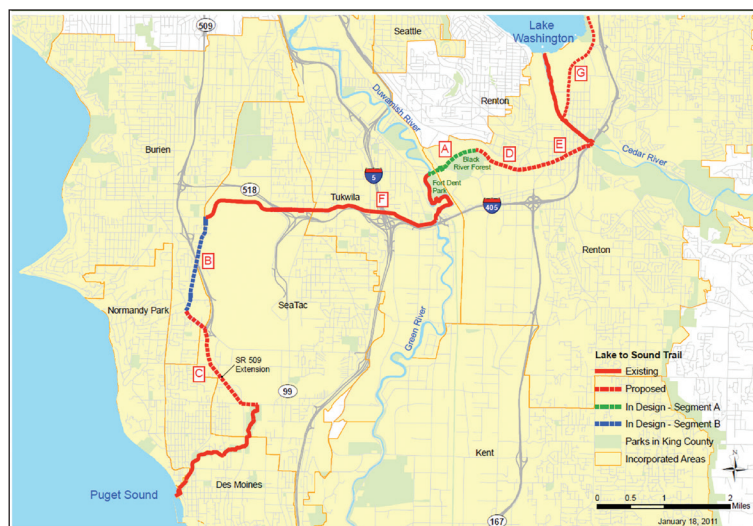 509
Seattle
Lake
Washington
G
Duwamish River
Renton
Burien
A
D
E
Black
River Forest
Cedar River
5
Fort Dent
Park
518
Tukwila
F
405
B
Renton
Normandy Park
SeaTac
Green River
SR 509
Extension
C
99
Lake to Sound Trail
Existing
Proposed
In Design - Segment A
In Design - Segment B
Parks in King County
Incorporated Areas
N
Kent
Puget Sound
Des Moines
0 0.5 1 2
Miles
167
January 18, 2011